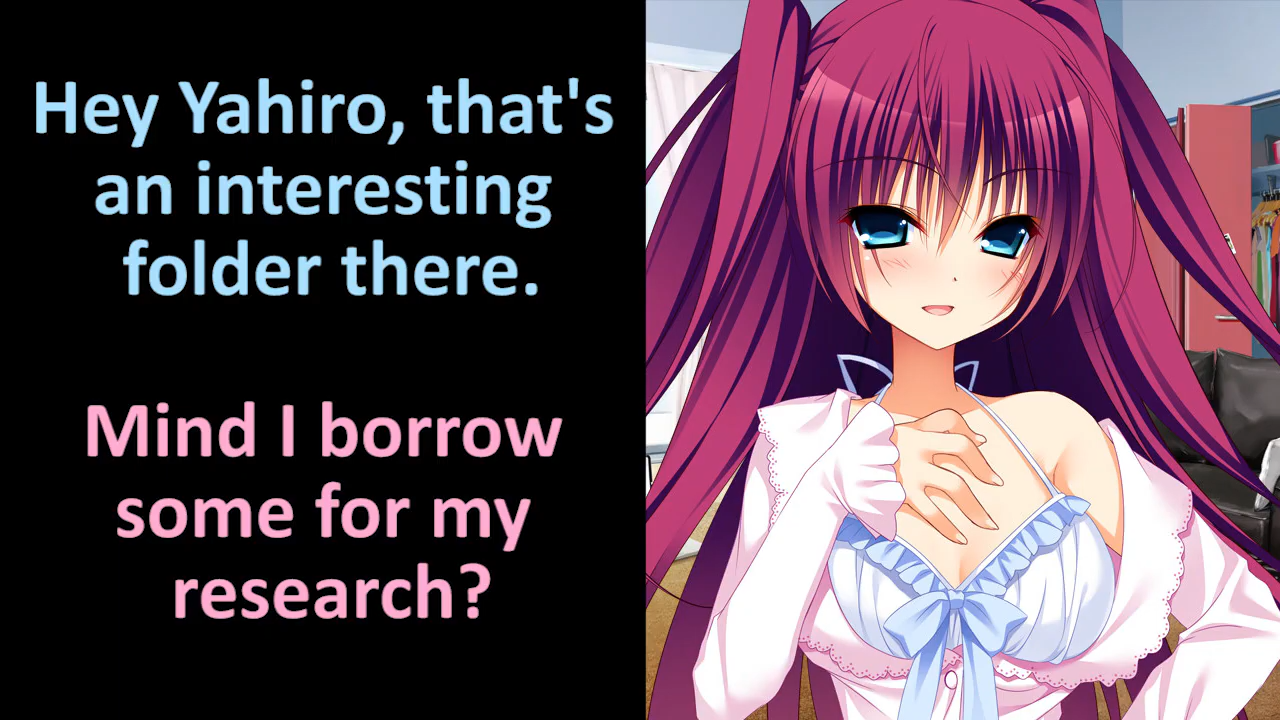 Hey Yahiro, that's
an interesting
folder there.
Mind I borrow
some for my
research?